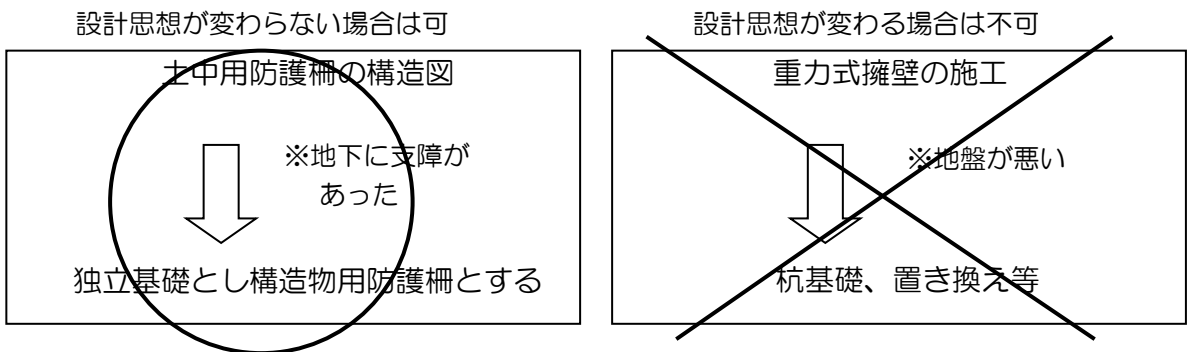 設計思想が変わらない場合は可
土中用防護柵の構造図
※地下に支障が
あった
独立基礎とし構造物用防護柵とする
設計思想が変わる場合は不可
重力式擁壁の施工
※地盤が悪い
杭基礎、置き換え等